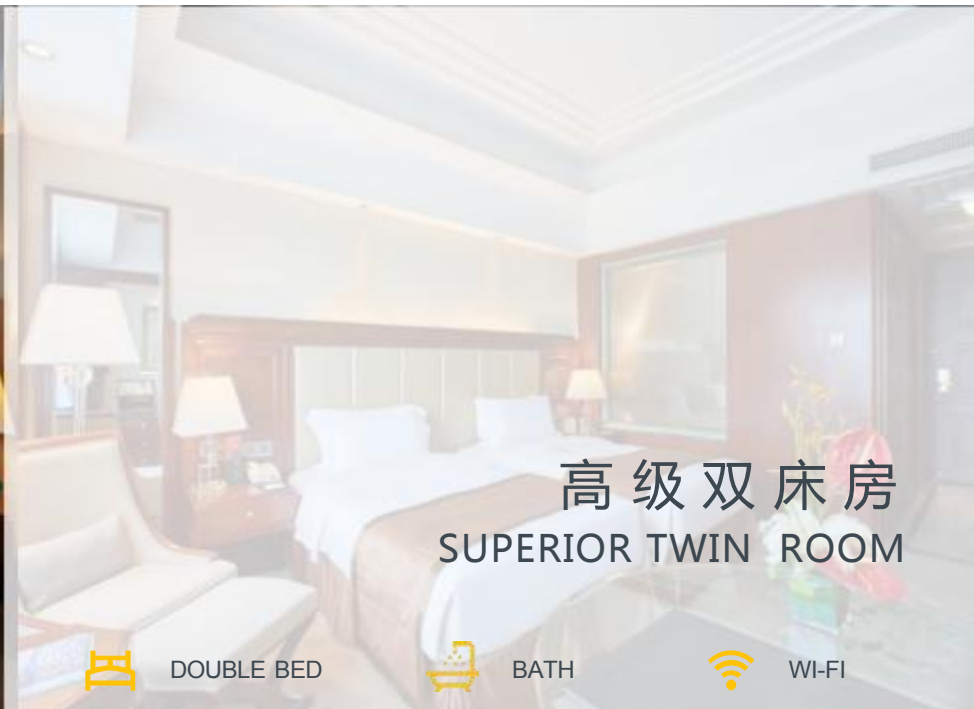 高级双床房
SUPERIOR TWIN ROOM
DOUBLE BED BATH WI-FI